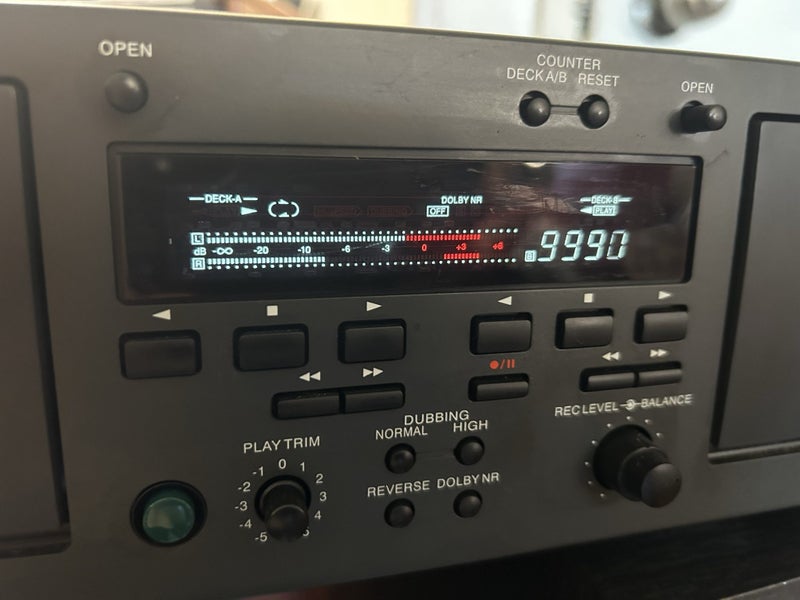 OPEN
COUNTER
DECK A/B RESET
OPEN
DECK-A
DOLBY NR
OFF
DECK-B
PLAY
L
dB -∞ -20 -10 -6 -3 0 +3 +6
R
B 9990
●/II
DUBBING
NORMAL HIGH
REC LEVEL BALANCE
PLAY TRIM
-1 0 1
-2 2
-3 3
-4 4
-5
REVERSE DOLBY NR